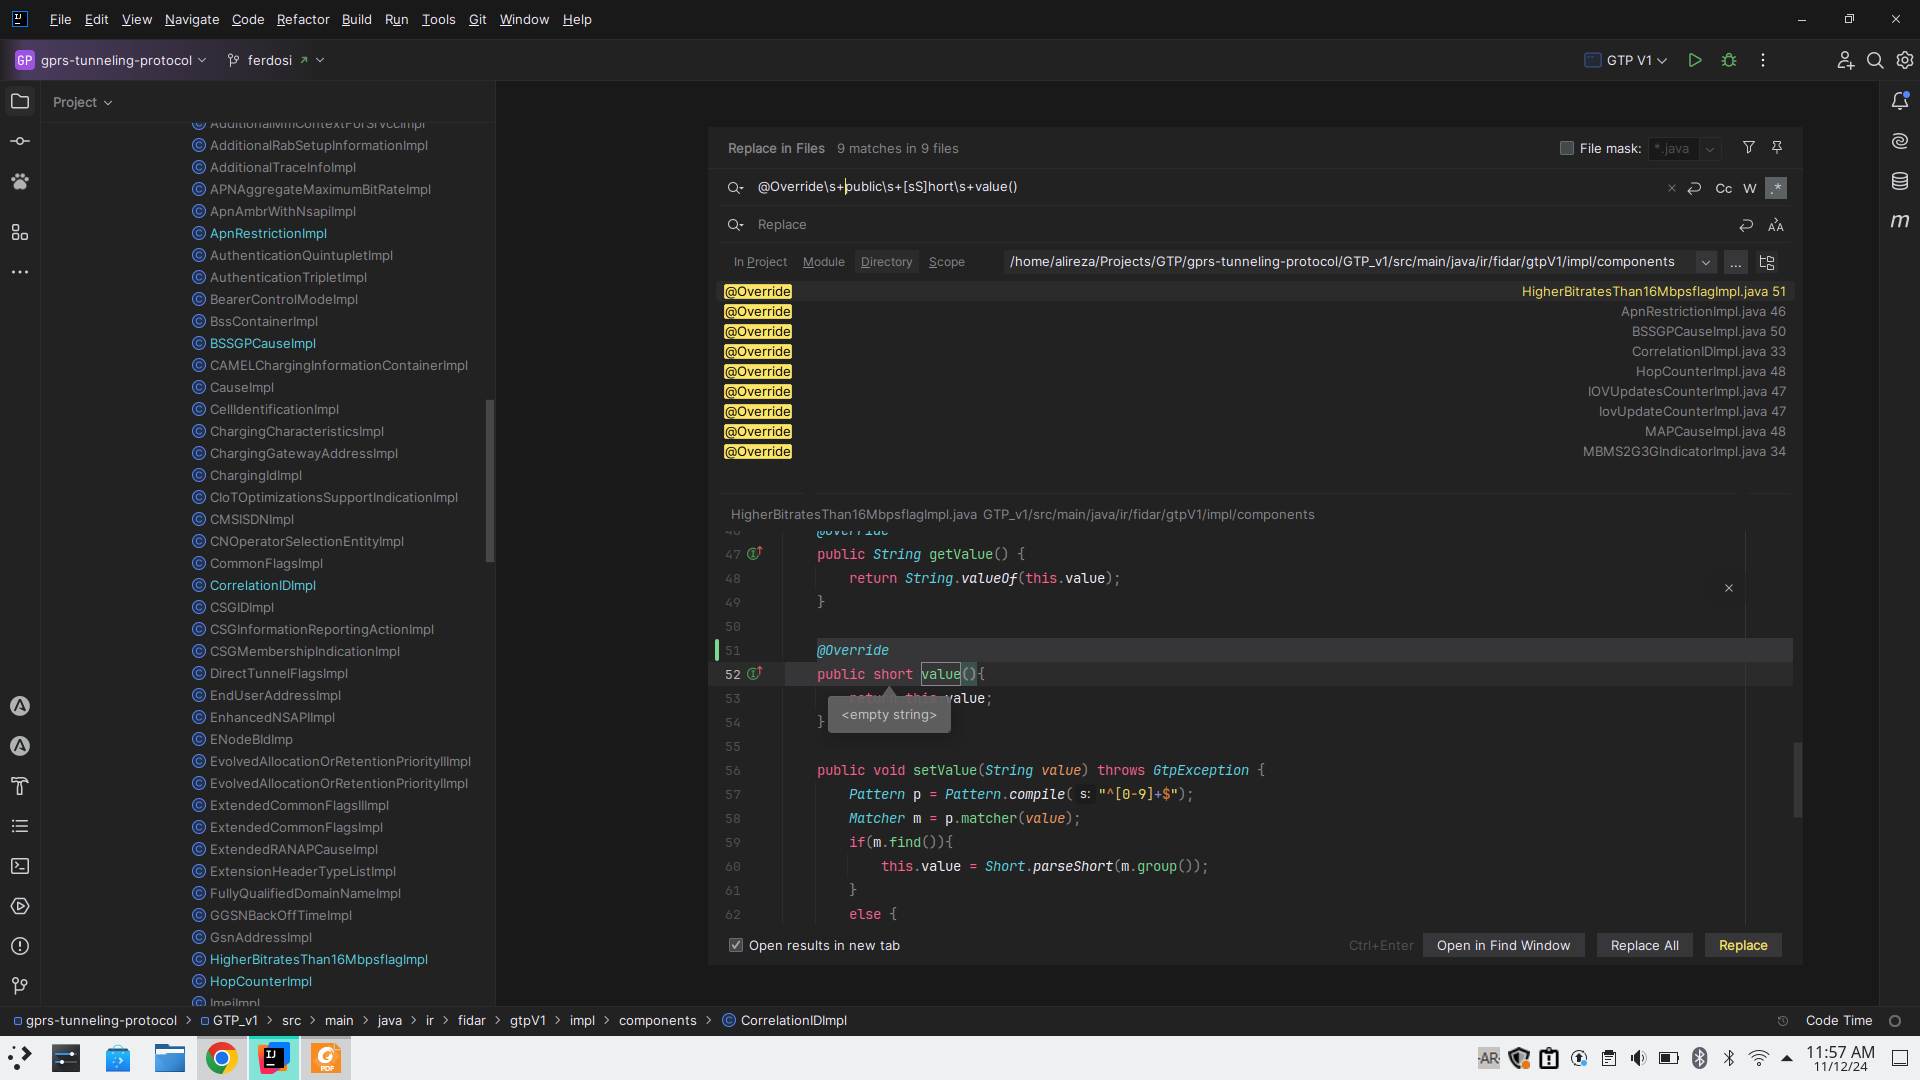 File Edit View Navigate Code Refactor Build Run Tools Git Window Help
GP gprs-tunneling-protocol ferdosi GTP V1
Project
AdditionalMmContextForSrvccImpl
AdditionalRabSetupInformationImpl
AdditionalTraceInfoImpl
APNAggregateMaximumBitRateImpl
ApnAmbrWithNsapiImpl
ApnRestrictionImpl
AuthenticationQuintupletImpl
AuthenticationTripletImpl
BearerControlModeImpl
BssContainerImpl
BSSGPCauseImpl
CAMELChargingInformationContainerImpl
CauseImpl
CellIdentificationImpl
ChargingCharacteristicsImpl
ChargingGatewayAddressImpl
ChargingIdImpl
CIoTOptimizationsSupportIndicationImpl
CMSISDNImpl
CNOperatorSelectionEntityImpl
CommonFlagsImpl
CorrelationIDImpl
CSGIDImpl
CSGInformationReportingActionImpl
CSGMembershipIndicationImpl
DirectTunnelFlagsImpl
EndUserAddressImpl
EnhancedNSAPIImpl
ENodeBIdImp
EvolvedAllocationOrRetentionPriorityIIImpl
EvolvedAllocationOrRetentionPriorityIImpl
ExtendedCommonFlagsIIImpl
ExtendedCommonFlagsImpl
ExtendedRANAPCauseImpl
ExtensionHeaderTypeListImpl
FullyQualifiedDomainNameImpl
GGSNBackOffTimeImpl
GsnAddressImpl
HigherBitratesThan16MbpsflagImpl
HopCounterImpl
ImeiImpl
Replace in Files 9 matches in 9 files File mask: *.java
@Override\s+public\s+[sS]hort\s+value() Cc W .*
Replace
In Project Module Directory Scope /home/alireza/Projects/GTP/gprs-tunneling-protocol/GTP_v1/src/main/java/ir/fidar/gtpV1/impl/components ...
@Override HigherBitratesThan16MbpsflagImpl.java 51
@Override ApnRestrictionImpl.java 46
@Override BSSGPCauseImpl.java 50
@Override CorrelationIDImpl.java 33
@Override HopCounterImpl.java 48
@Override IOVUpdatesCounterImpl.java 47
@Override IovUpdateCounterImpl.java 47
@Override MAPCauseImpl.java 48
@Override MBMS2G3GIndicatorImpl.java 34
HigherBitratesThan16MbpsflagImpl.java GTP_v1/src/main/java/ir/fidar/gtpV1/impl/components
46 @Override
47 public String getValue() {
48 return String.valueOf(this.value);
49 }
50
51 @Override
52 public short value(){
53 return this.value;
54 }
<empty string>
55
56 public void setValue(String value) throws GtpException {
57 Pattern p = Pattern.compile( s: "^[0-9]+$");
58 Matcher m = p.matcher(value);
59 if(m.find()){
60 this.value = Short.parseShort(m.group());
61 }
62 else {
Open results in new tab Ctrl+Enter Open in Find Window Replace All Replace
gprs-tunneling-protocol GTP_v1 src main java ir fidar gtpV1 impl components CorrelationIDImpl Code Time
AR 11:57 AM
11/12/24